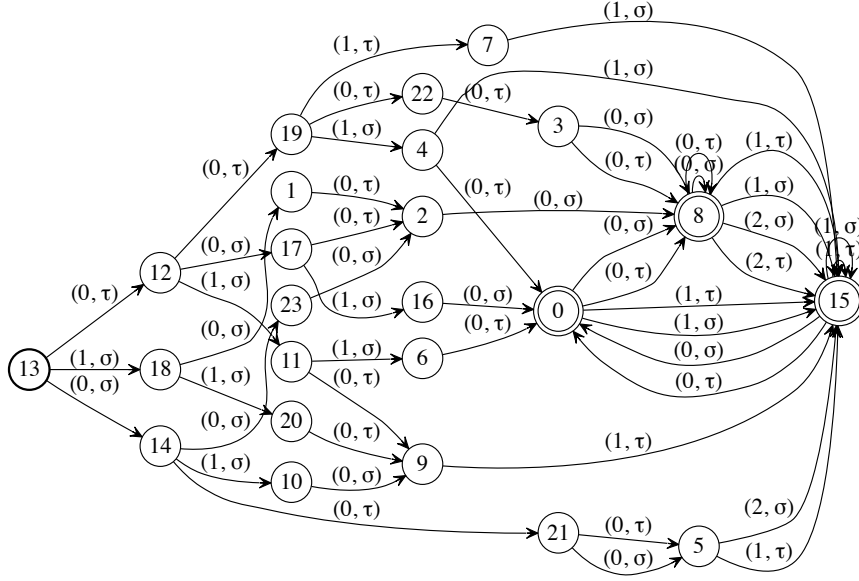 (1, σ)
7
(1, τ)
(1, σ)
(0, τ)
22
(0, τ)
3
(0, σ)
19
(1, σ)
4
(0, τ)
(0, τ)
(1, τ)
(0, σ)
(0, τ)
1
(0, τ)
(0, τ)
(0, σ)
8
(1, σ)
(0, τ)
2
(0, σ)
(2, σ)
(1, σ)
12
(0, σ)
17
(0, σ)
(0, τ)
(2, τ)
(1, τ)
(0, τ)
(1, σ)
23
(1, σ)
16
(0, σ)
0
(1, τ)
15
(0, σ)
(0, τ)
(1, σ)
11
(1, σ)
6
(0, σ)
13
(1, σ)
18
(0, τ)
(0, τ)
(0, σ)
(1, σ)
20
(0, σ)
(0, τ)
14
(1, σ)
10
(0, σ)
9
(1, τ)
(0, τ)
21
(0, τ)
(2, σ)
(0, σ)
5
(1, τ)